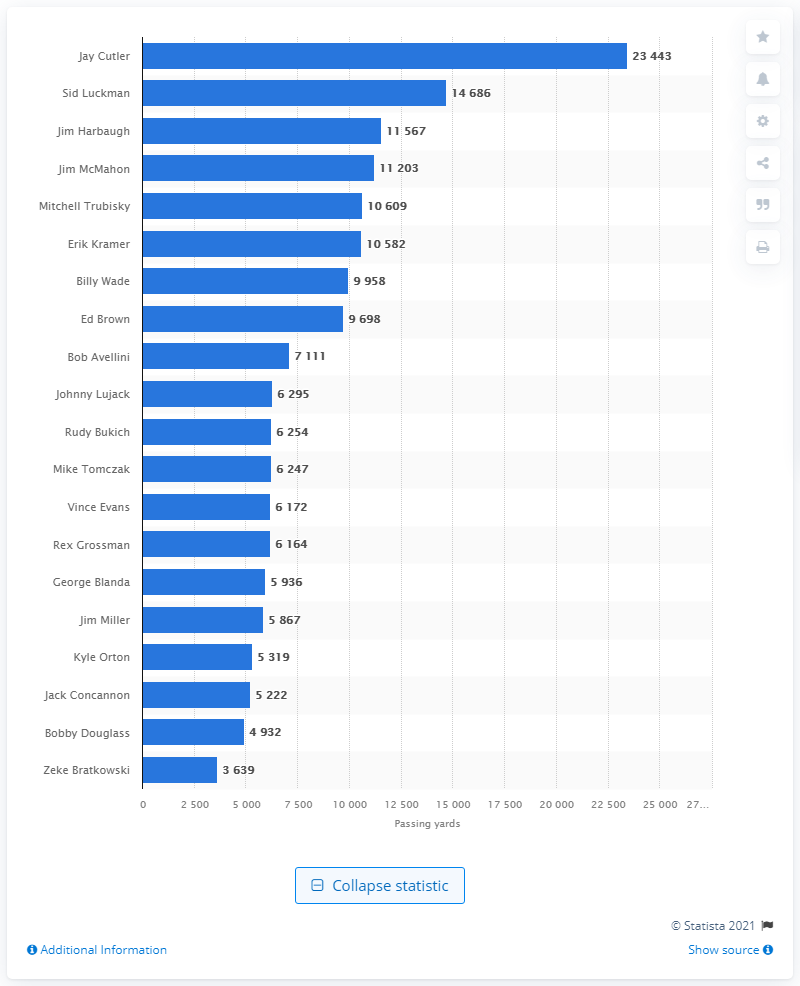 Jay Cutler 23 443
Sid Luckman 14 686
Jim Harbaugh 11 567
Jim McMahon 11 203
Mitchell Trubisky 10 609
Erik Kramer 10 582
Billy Wade 9 958
Ed Brown 9 698
Bob Avellini 7 111
Johnny Lujack 6 295
Rudy Bukich 6 254
Mike Tomczak 6 247
Vince Evans 6 172
Rex Grossman 6 164
George Blanda 5 936
Jim Miller 5 867
Kyle Orton 5 319
Jack Concannon 5 222
Bobby Douglass 4 932
Zeke Bratkowski 3 639
0 2 500 5 000 7 500 10 000 12 500 15 000 17 500 20 000 22 500 25 000 27...
Passing yards
Collapse statistic
© Statista 2021
Additional Information Show source